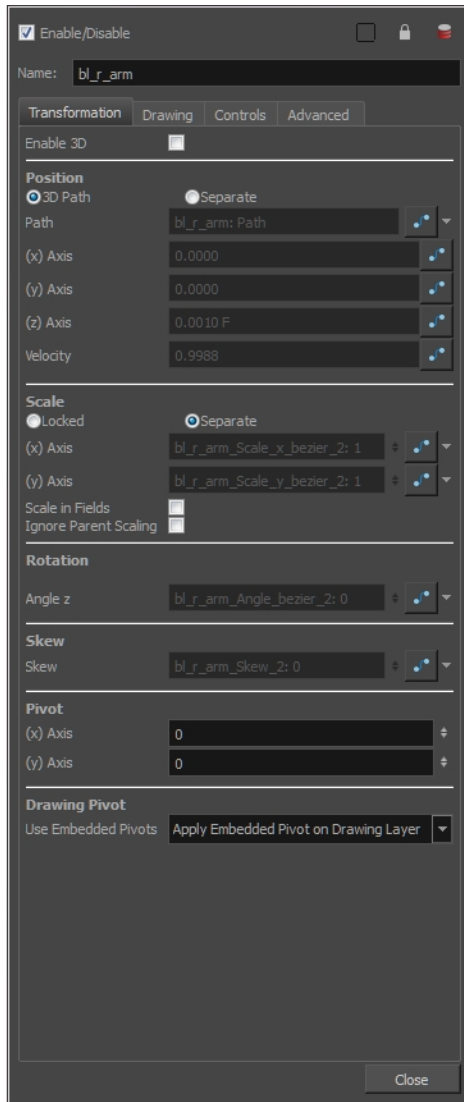 Enable/Disable
Name: bl_r_arm
Transformation Drawing Controls Advanced
Enable 3D
Position
3D Path Separate
Path bl_r_arm: Path
(x) Axis 0.0000
(y) Axis 0.0000
(z) Axis 0.0010 F
Velocity 0.9988
Scale
Locked Separate
(x) Axis bl_r_arm_Scale_x_bezier_2: 1
(y) Axis bl_r_arm_Scale_y_bezier_2: 1
Scale in Fields
Ignore Parent Scaling
Rotation
Angle z bl_r_arm_Angle_bezier_2: 0
Skew
Skew bl_r_arm_Skew_2: 0
Pivot
(x) Axis 0
(y) Axis 0
Drawing Pivot
Use Embedded Pivots Apply Embedded Pivot on Drawing Layer
Close